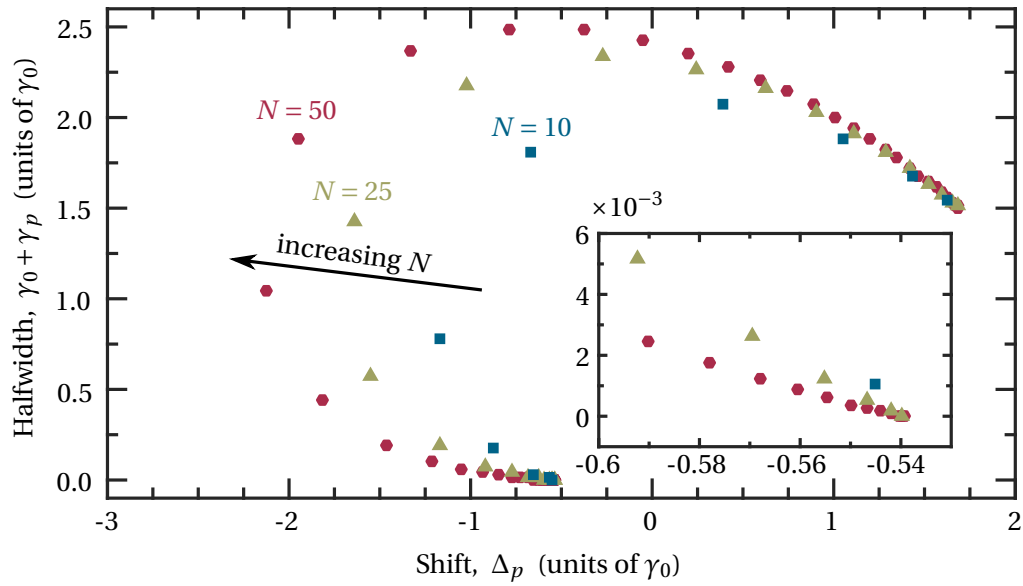 2.5
2.0
1.5
1.0
0.5
0.0
Halfwidth, γ₀ + γₚ (units of γ₀)
N = 50
N = 10
N = 25
increasing N
×10⁻³
6
4
2
0
-0.6 -0.58 -0.56 -0.54
-3 -2 -1 0 1 2
Shift, Δₚ (units of γ₀)